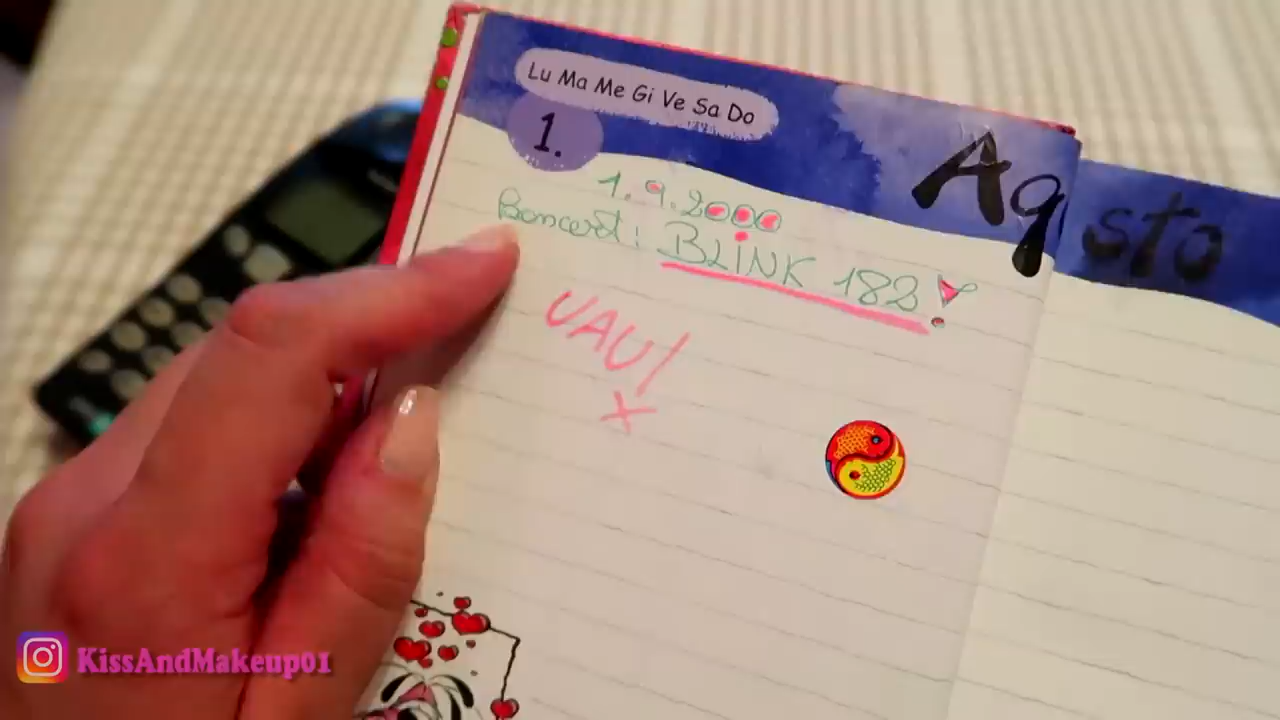 Lu Ma Me Gi Ve Sa Do
1.
Agosto
1.9.2000
Concert: BLINK 182!
UAU!
x
KissAndMakeup01